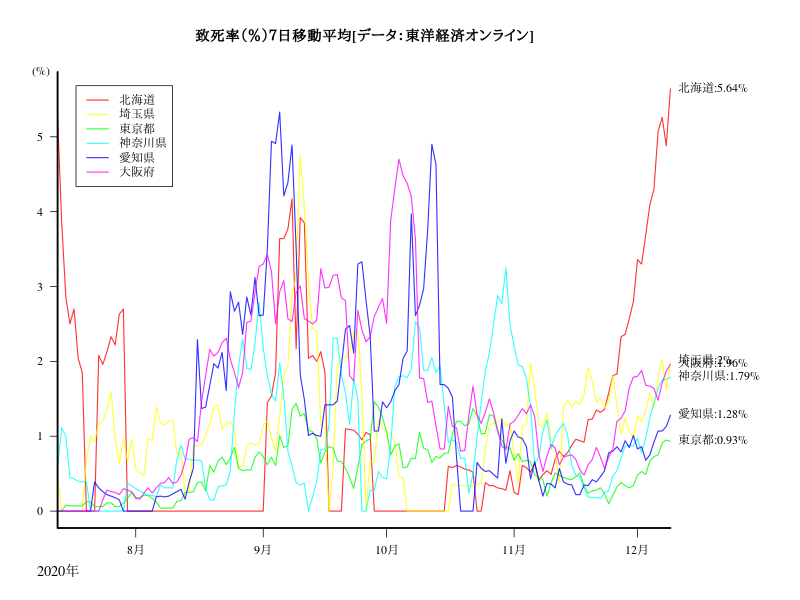 致死率(%)7日移動平均[データ：東洋経済オンライン]
(%)
北海道
埼玉県
東京都
神奈川県
愛知県
大阪府
5
4
3
2
1
0
北海道:5.64%
埼玉県:2%
大阪府:1.96%
神奈川県:1.79%
愛知県:1.28%
東京都:0.93%
8月
9月
10月
11月
12月
2020年